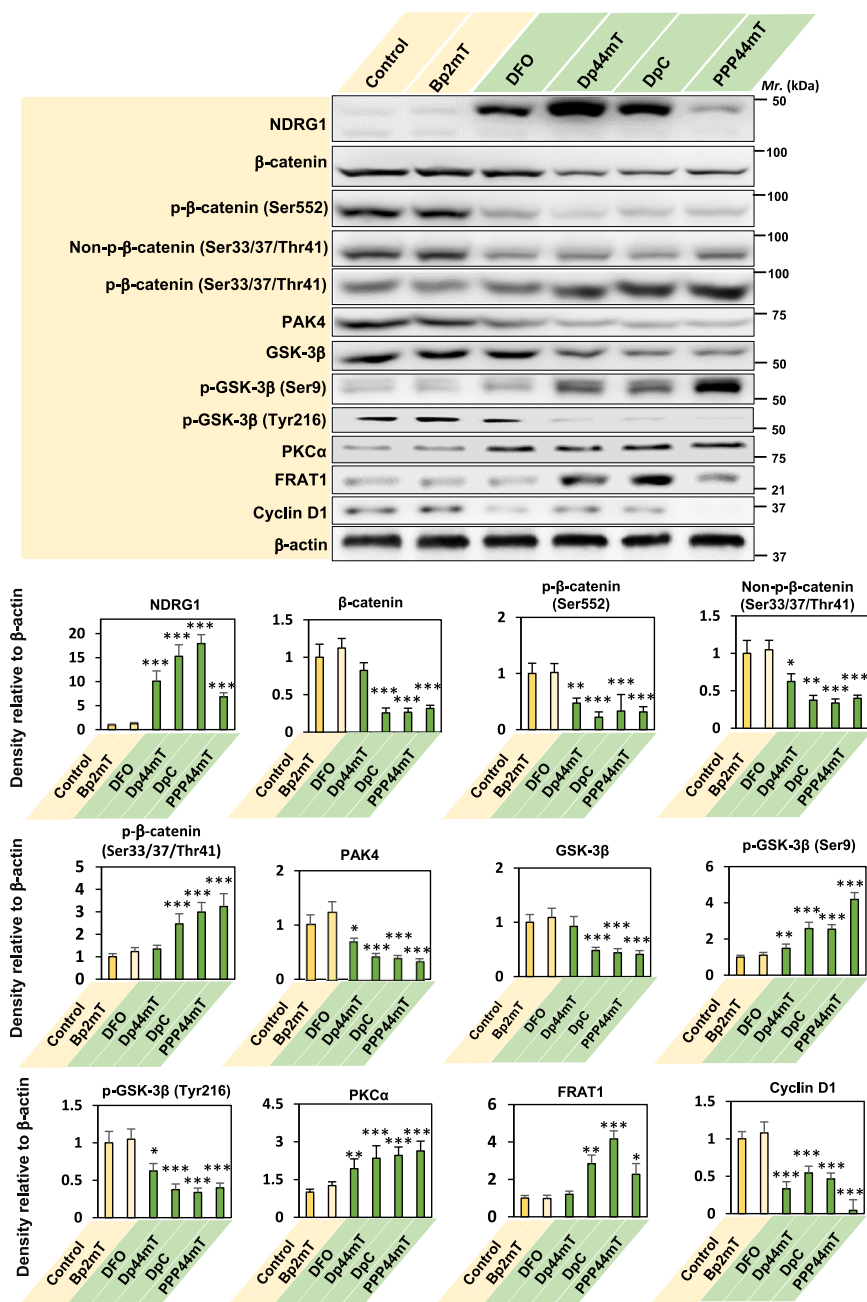 Control Bp2mT DFO Dp44mT DpC PPP44mT Mr. (kDa)
NDRG1 50
β-catenin 100
p-β-catenin (Ser552) 100
Non-p-β-catenin (Ser33/37/Thr41) 100
p-β-catenin (Ser33/37/Thr41) 100
PAK4 75
GSK-3β 50
p-GSK-3β (Ser9) 50
p-GSK-3β (Tyr216) 50
PKCα 75
FRAT1 21
Cyclin D1 37
β-actin 37
Density relative to β-actin
NDRG1
20
15
10
5
0
*** *** *** ***
Control Bp2mT DFO Dp44mT DpC PPP44mT
β-catenin
1.5
1
0.5
0
*** *** ***
Control Bp2mT DFO Dp44mT DpC PPP44mT
p-β-catenin
(Ser552)
2
1
0
** *** *** ***
Control Bp2mT DFO Dp44mT DpC PPP44mT
Non-p-β-catenin
(Ser33/37/Thr41)
1.5
1
0.5
0
* ** *** ***
Control Bp2mT DFO Dp44mT DpC PPP44mT
Density relative to β-actin
p-β-catenin
(Ser33/37/Thr41)
5
4
3
2
1
0
*** *** ***
Control Bp2mT DFO Dp44mT DpC PPP44mT
PAK4
2
1
0
* *** *** ***
Control Bp2mT DFO Dp44mT DpC PPP44mT
GSK-3β
2
1.5
1
0.5
0
*** *** ***
Control Bp2mT DFO Dp44mT DpC PPP44mT
p-GSK-3β (Ser9)
6
4
2
0
** *** *** ***
Control Bp2mT DFO Dp44mT DpC PPP44mT
Density relative to β-actin
p-GSK-3β (Tyr216)
1.5
1
0.5
0
* *** *** ***
Control Bp2mT DFO Dp44mT DpC PPP44mT
PKCα
4.5
3
1.5
0
** *** *** ***
Control Bp2mT DFO Dp44mT DpC PPP44mT
FRAT1
6
4
2
0
** *** *
Control Bp2mT DFO Dp44mT DpC PPP44mT
Cyclin D1
1.5
1
0.5
0
*** *** *** ***
Control Bp2mT DFO Dp44mT DpC PPP44mT